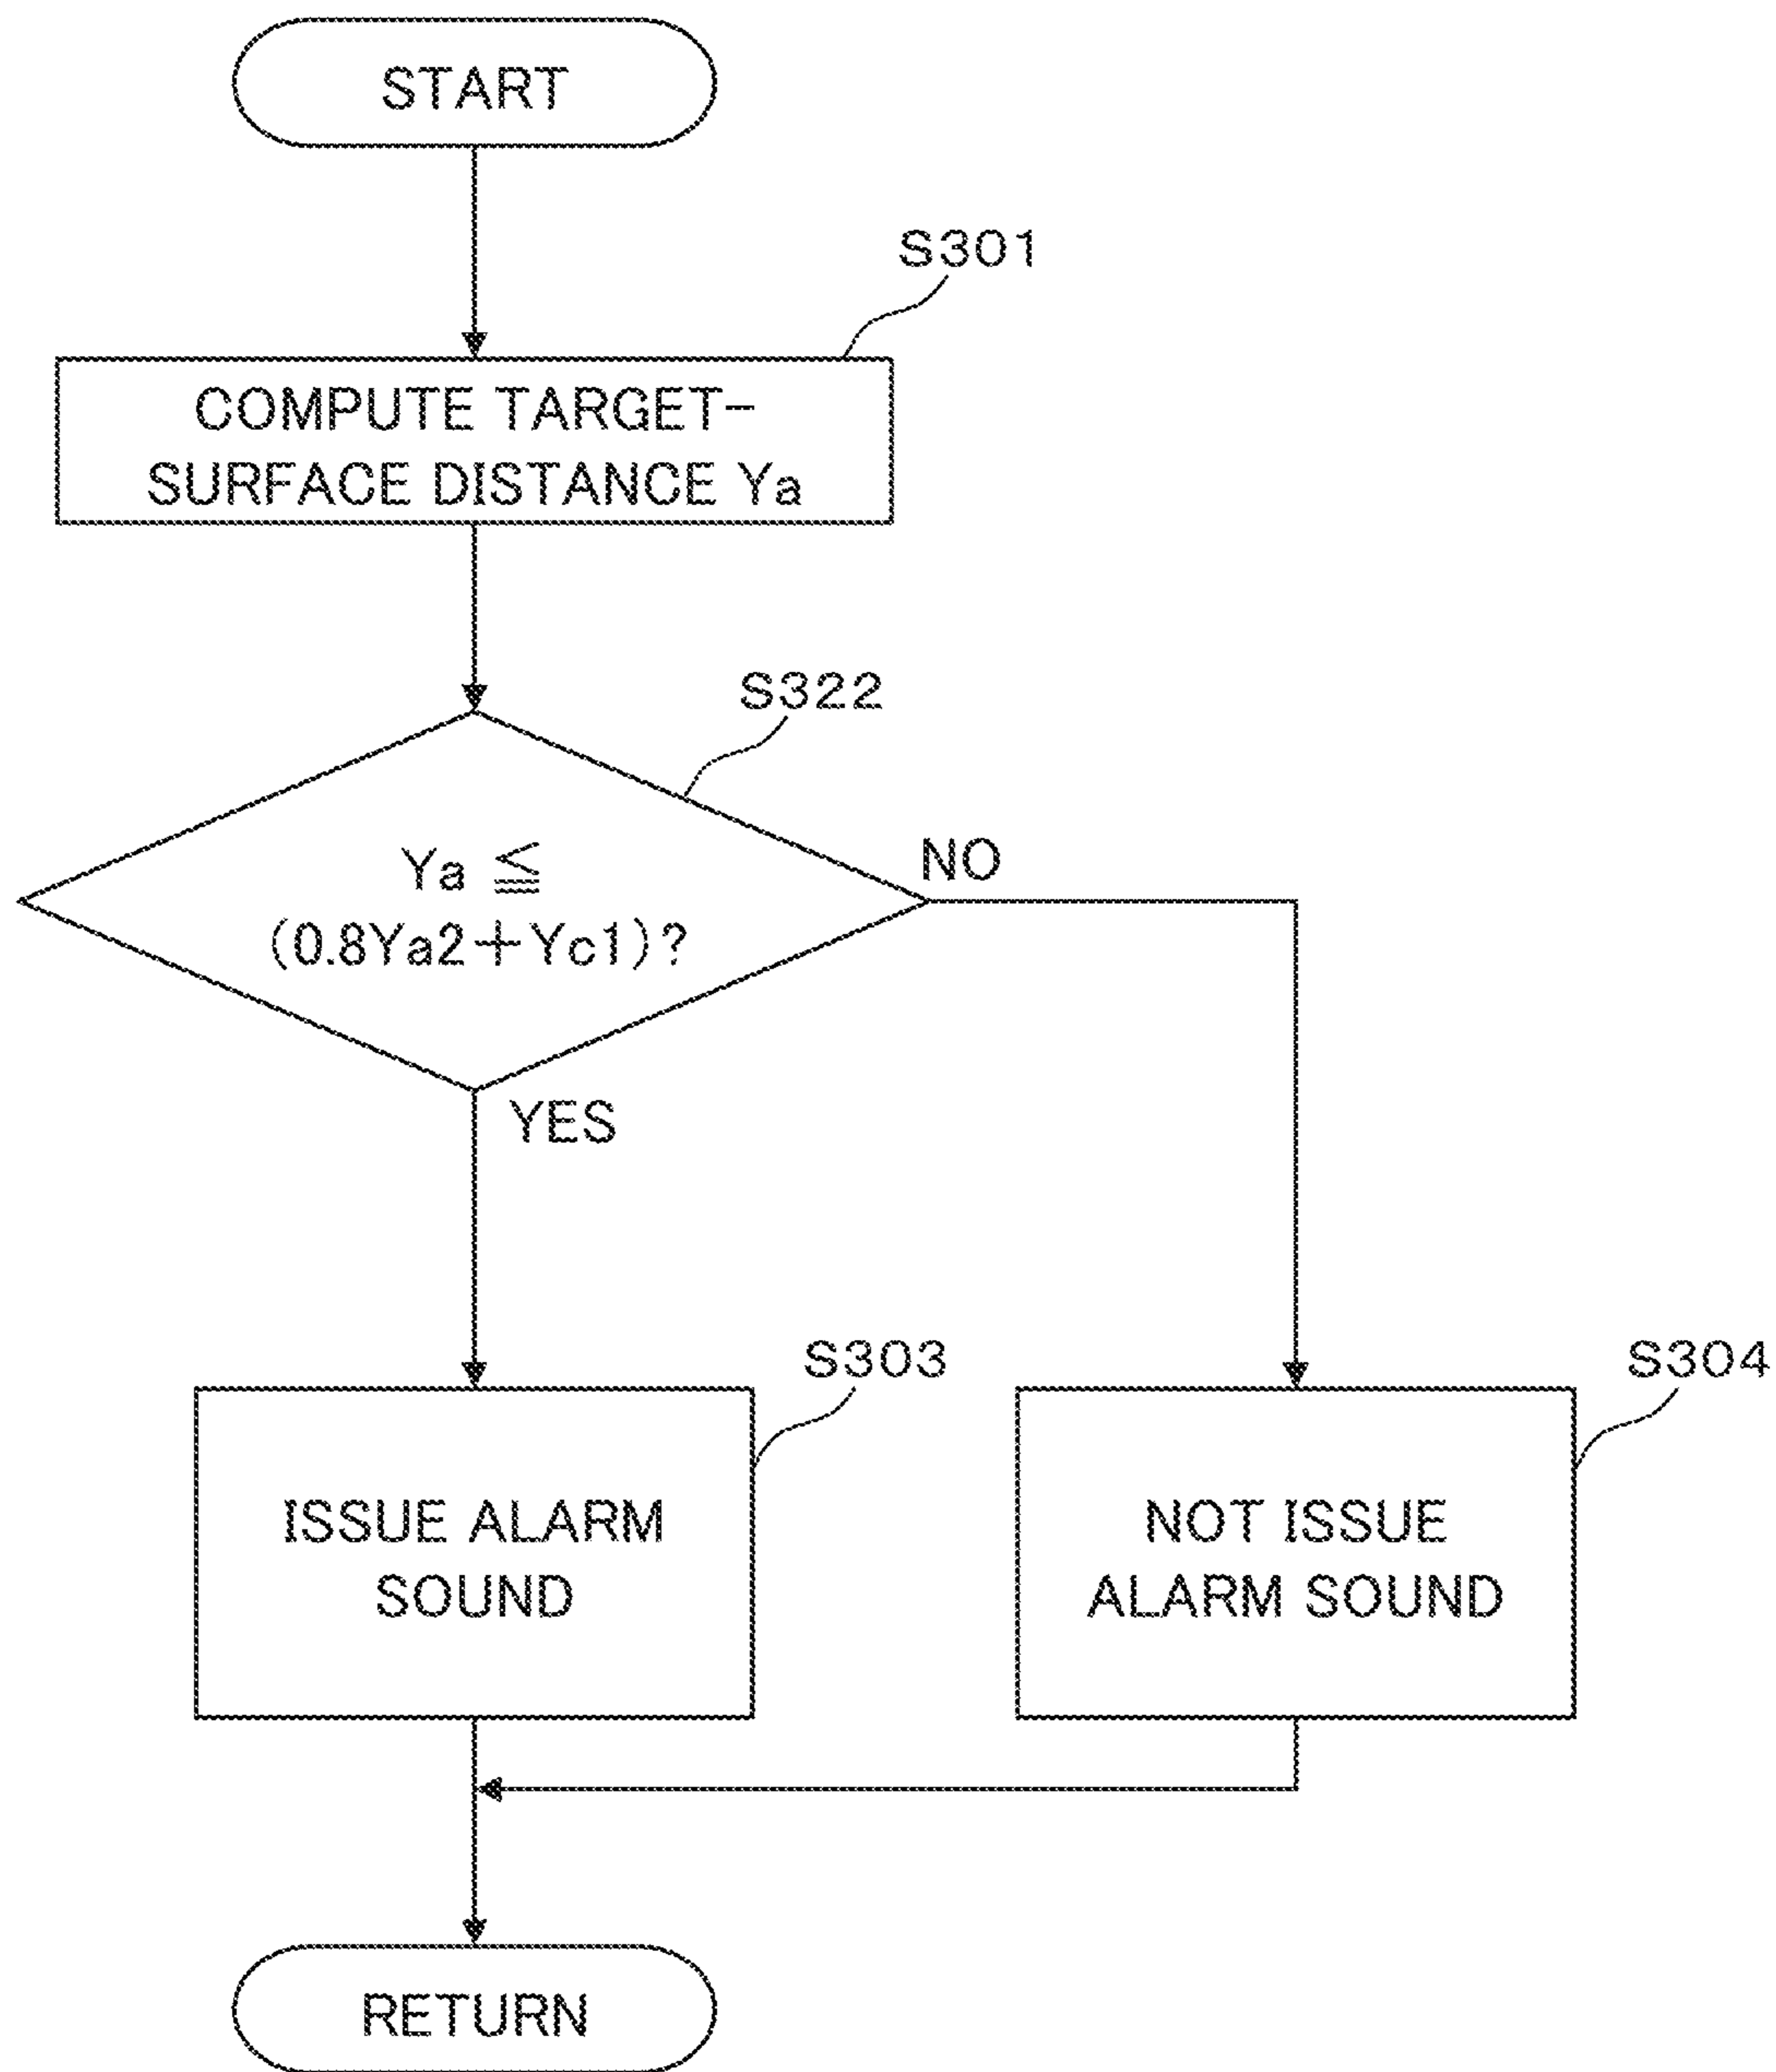 START
S301
COMPUTE TARGET-
SURFACE DISTANCE Ya
S322
Ya ≦
(0.8Ya2+Yc1)?
NO
YES
S303
S304
ISSUE ALARM
SOUND
NOT ISSUE
ALARM SOUND
RETURN